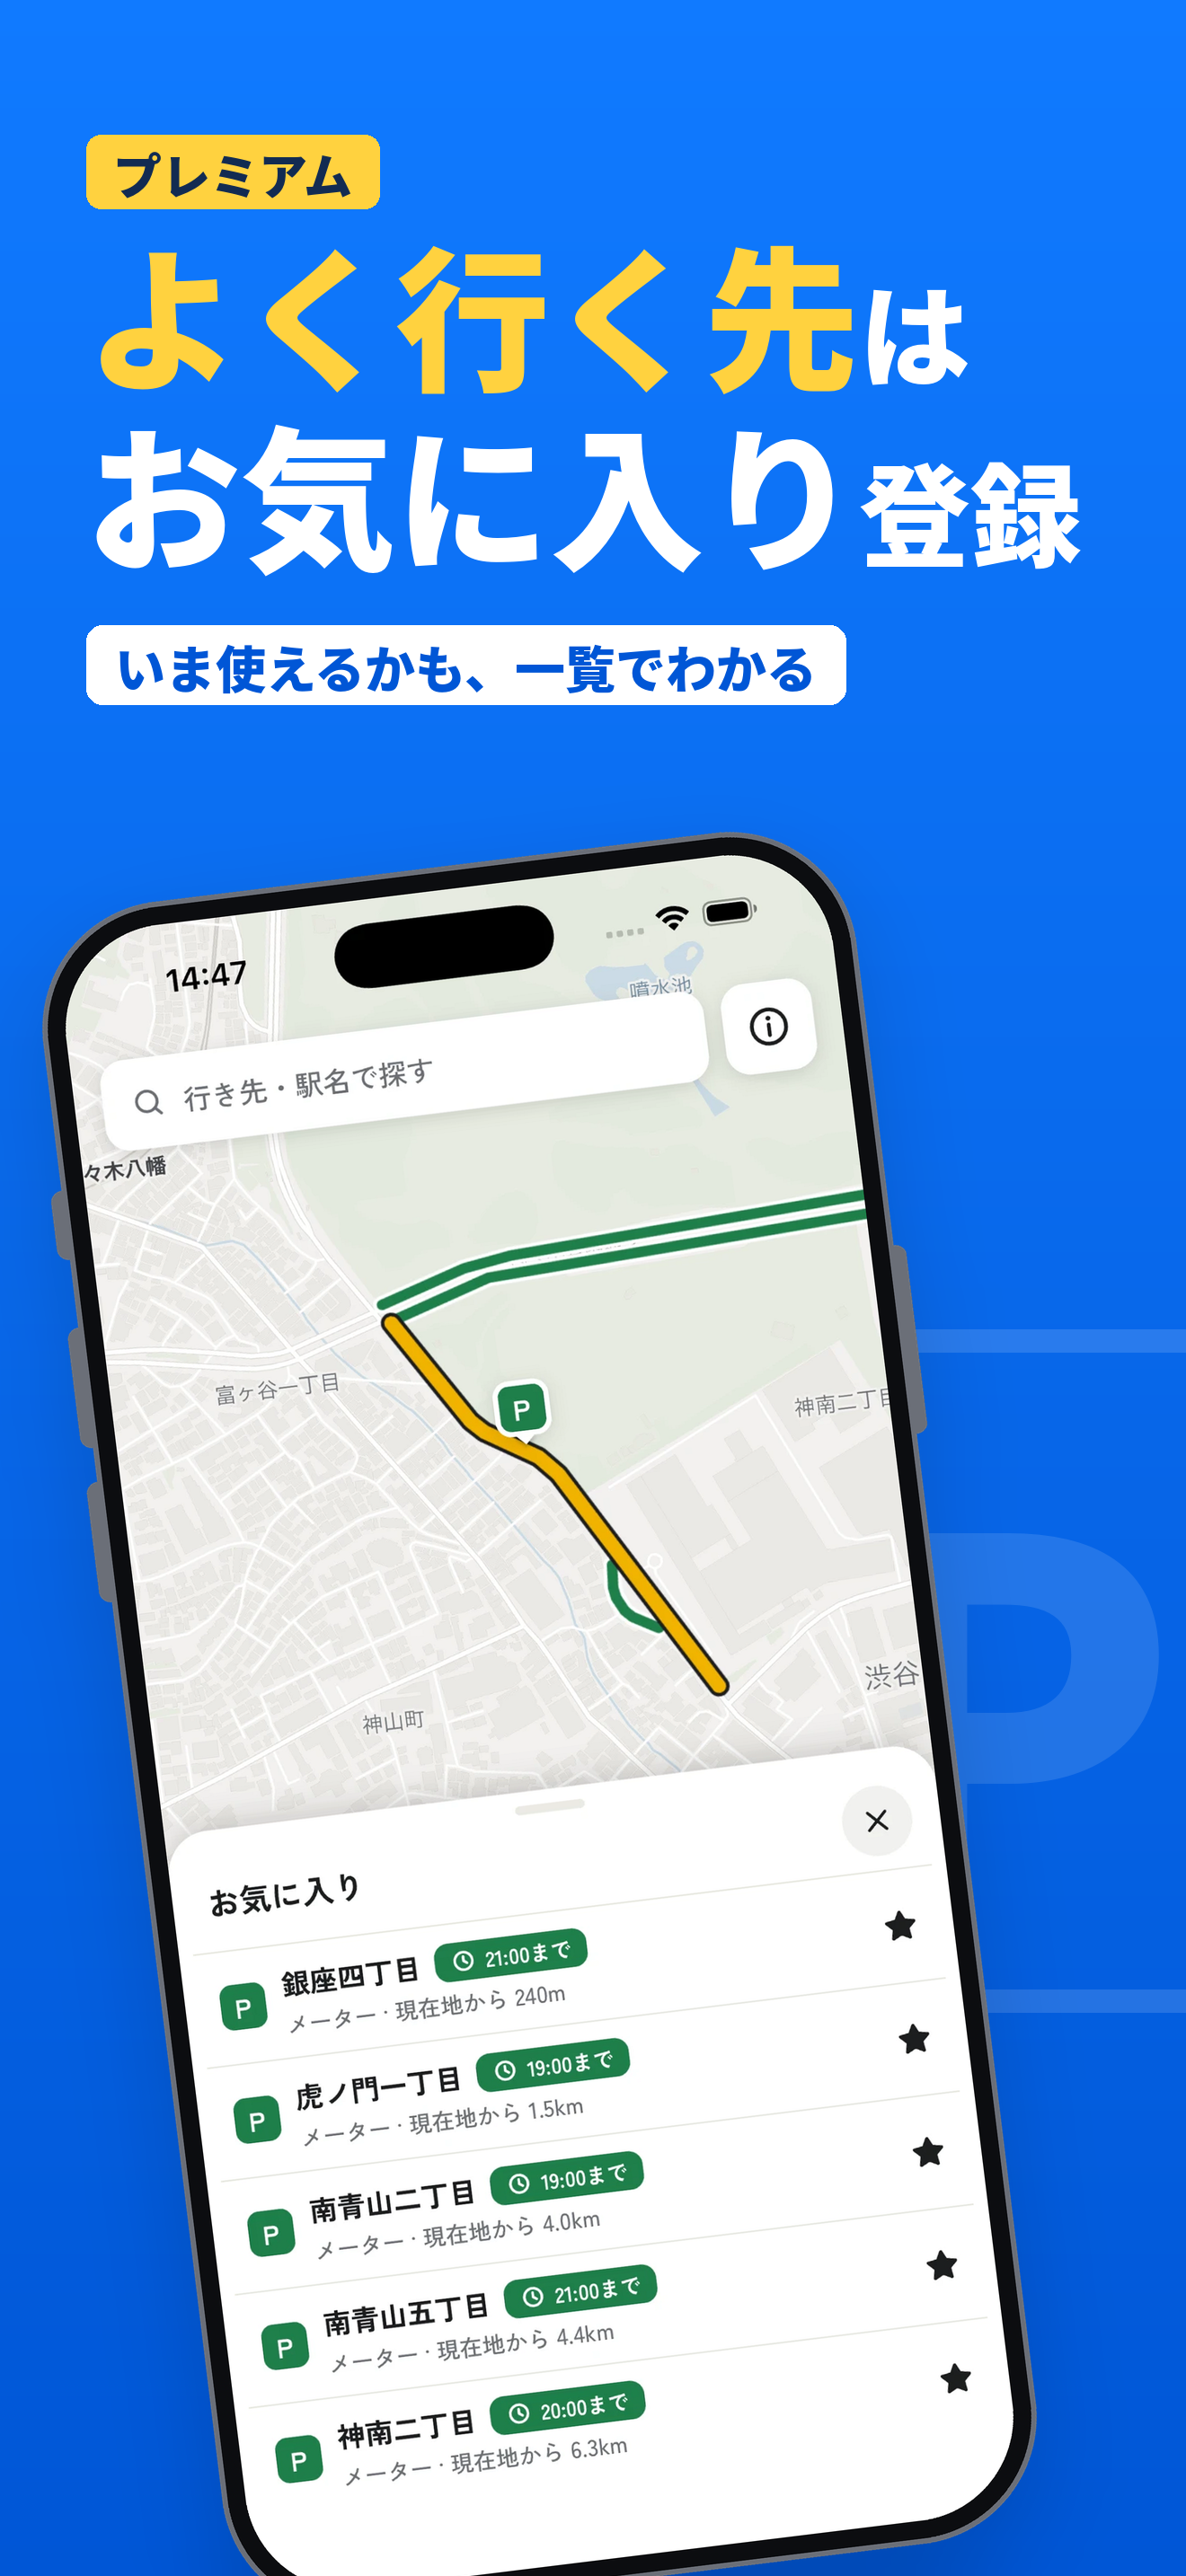 プレミアム
よく行く先は
お気に入り登録
いま使えるかも、一覧でわかる
14:47
噴水池
行き先・駅名で探す
々木八幡
富ヶ谷一丁目
P
神南二丁目
P
渋谷
神山町
お気に入り
P 銀座四丁目 21:00まで
メーター · 現在地から 240m
P 虎ノ門一丁目 19:00まで
メーター · 現在地から 1.5km
P 南青山二丁目 19:00まで
メーター · 現在地から 4.0km
P 南青山五丁目 21:00まで
メーター · 現在地から 4.4km
P 神南二丁目 20:00まで
メーター · 現在地から 6.3km